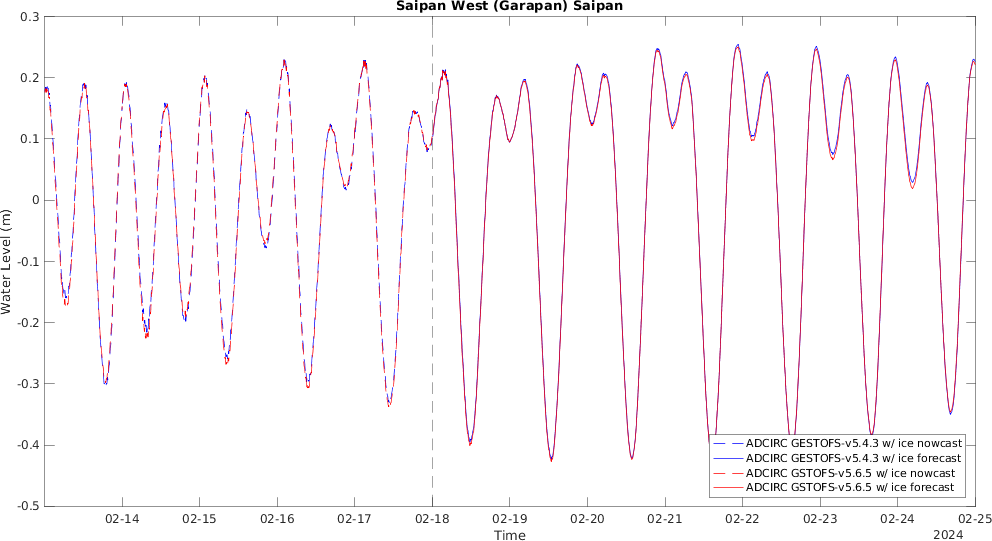 Saipan West (Garapan) Saipan
0.3
0.2
0.1
0
-0.1
-0.2
-0.3
-0.4
-0.5
Water Level (m)
ADCIRC GESTOFS-v5.4.3 w/ ice nowcast
ADCIRC GESTOFS-v5.4.3 w/ ice forecast
ADCIRC GSTOFS-v5.6.5 w/ ice nowcast
ADCIRC GSTOFS-v5.6.5 w/ ice forecast
02-14 02-15 02-16 02-17 02-18 02-19 02-20 02-21 02-22 02-23 02-24 02-25
Time
2024